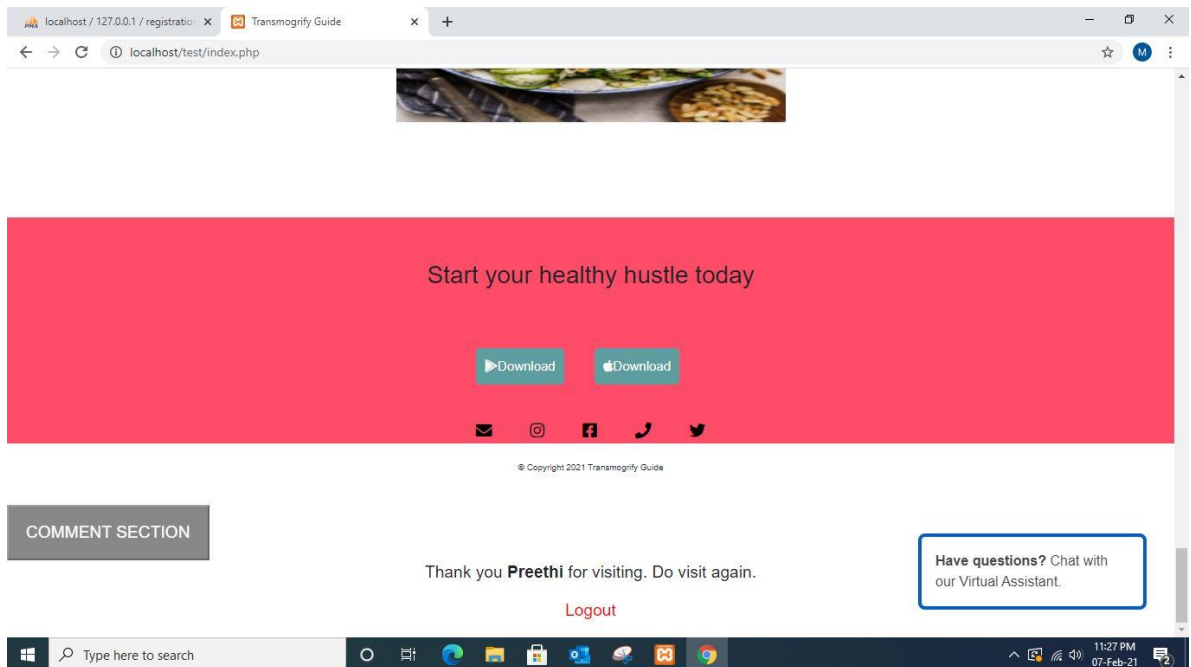 localhost / 127.0.0.1 / registration
Transmogrify Guide
localhost/test/index.php
M
Start your healthy hustle today
Download
Download
© Copyright 2021 Transmogrify Guide
COMMENT SECTION
Thank you Preethi for visiting. Do visit again.
Logout
Have questions? Chat with
our Virtual Assistant.
Type here to search
11:27 PM
07-Feb-21
2